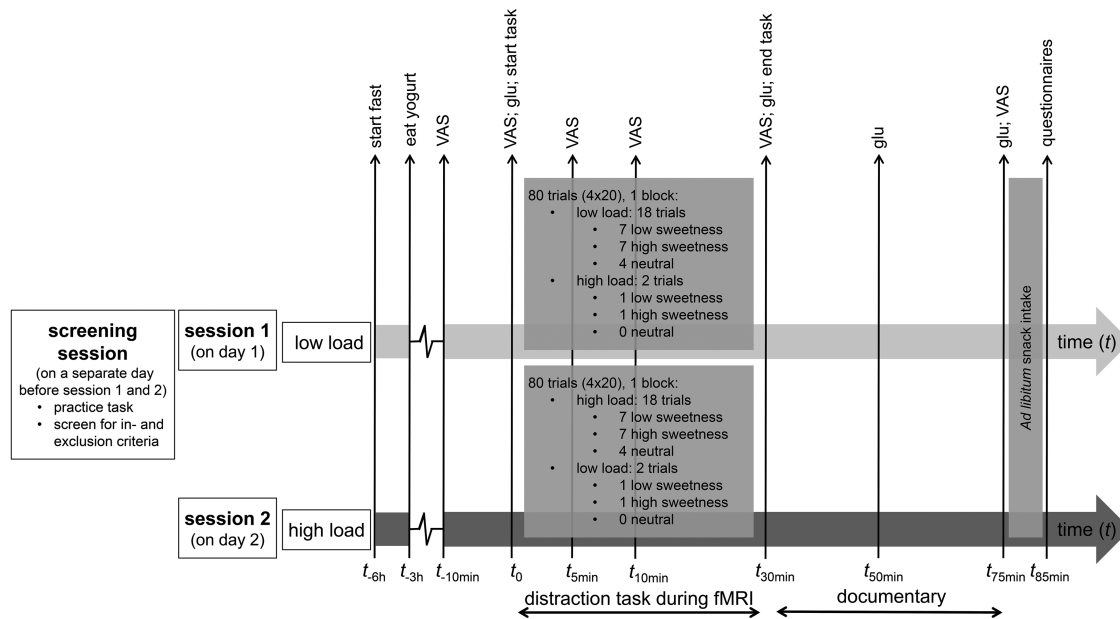 start fast
eat yogurt
VAS
VAS; glu; start task
VAS
VAS
VAS; glu; end task
glu
glu; VAS
questionnaires
80 trials (4x20), 1 block:
• low load: 18 trials
• 7 low sweetness
• 7 high sweetness
• 4 neutral
• high load: 2 trials
• 1 low sweetness
• 1 high sweetness
• 0 neutral
screening
session
(on a separate day
before session 1 and 2)
• practice task
• screen for in- and
exclusion criteria
session 1
(on day 1)
low load
time (t)
Ad libitum snack intake
80 trials (4x20), 1 block:
• high load: 18 trials
• 7 low sweetness
• 7 high sweetness
• 4 neutral
• low load: 2 trials
• 1 low sweetness
• 1 high sweetness
• 0 neutral
session 2
(on day 2)
high load
time (t)
t-6h t-3h t-10min t0 t5min t10min t30min t50min t75min t85min
distraction task during fMRI documentary